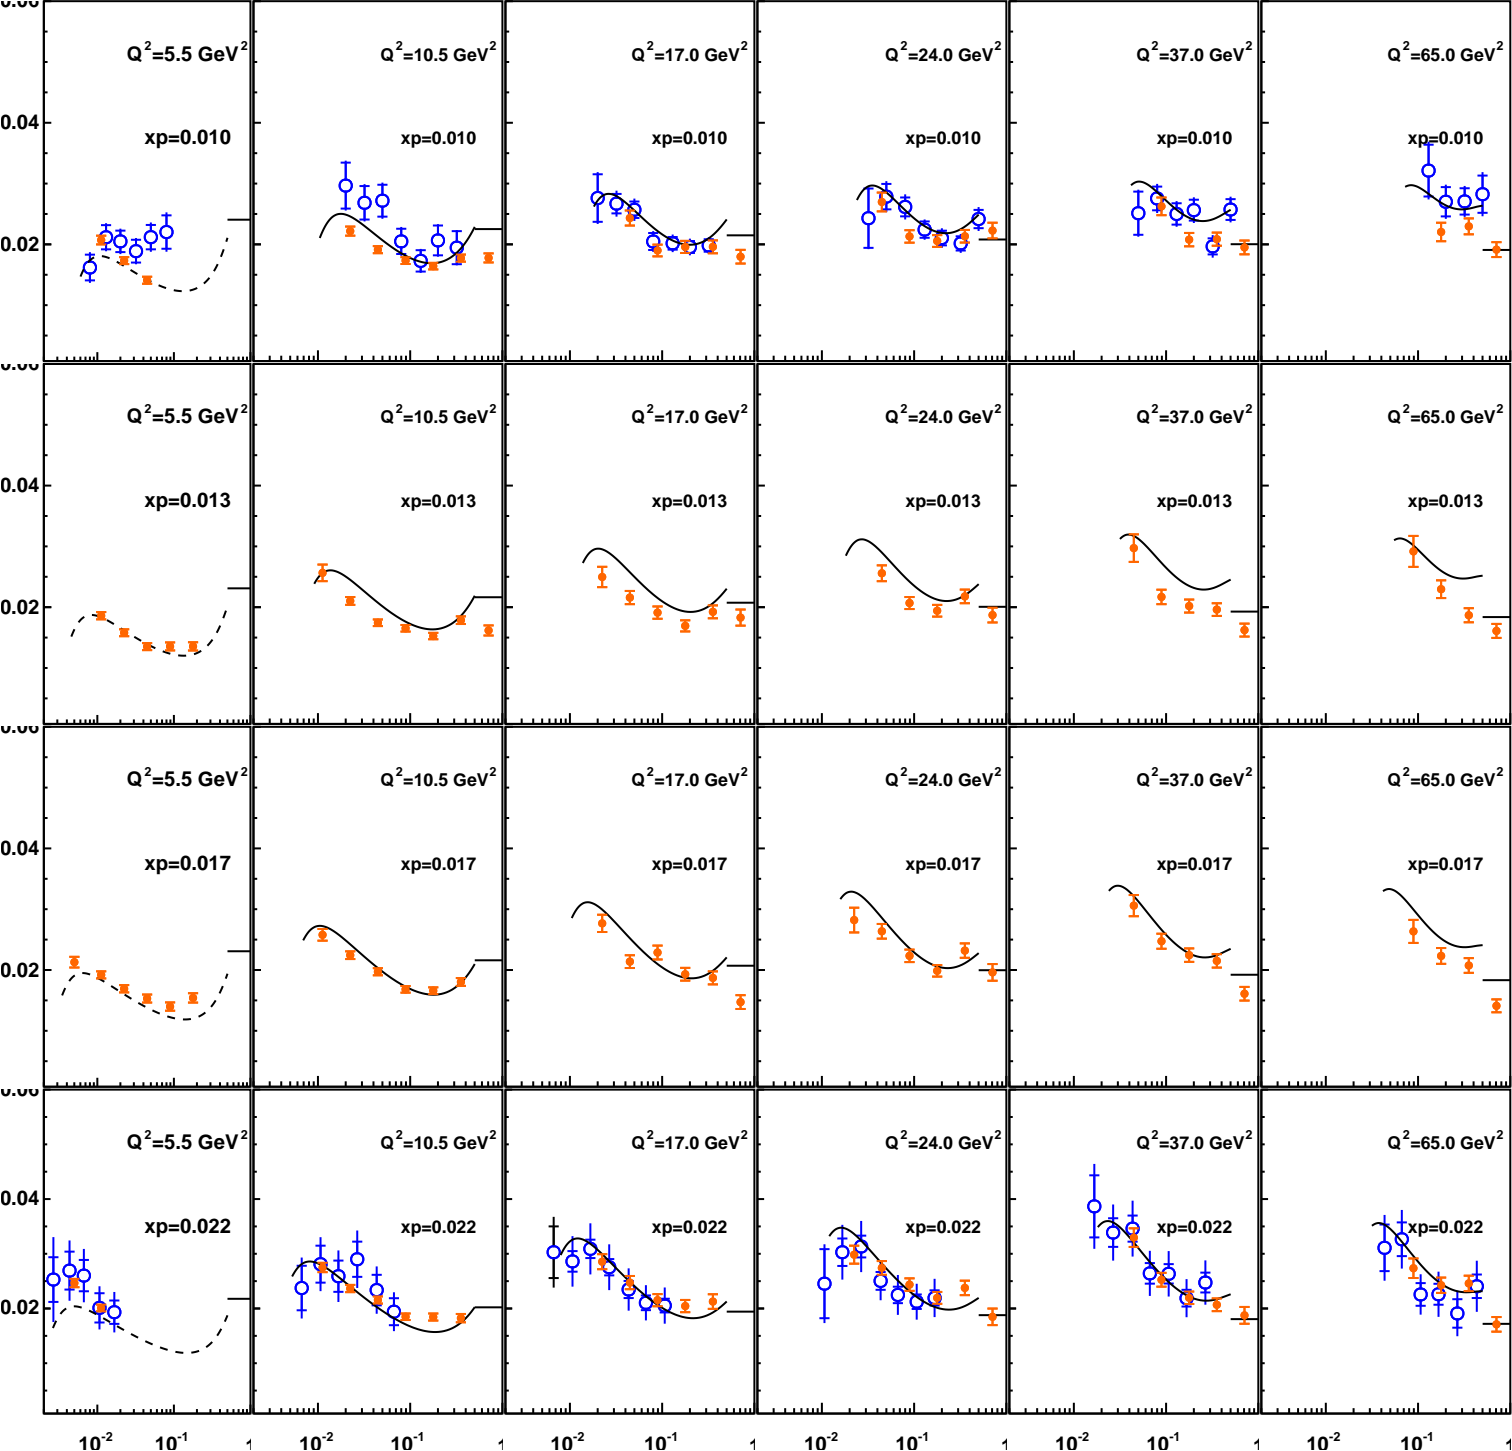 0.06
Q²=5.5 GeV² Q²=10.5 GeV² Q²=17.0 GeV² Q²=24.0 GeV² Q²=37.0 GeV² Q²=65.0 GeV²
0.04
xp=0.010 xp=0.010 xp=0.010 xp=0.010 xp=0.010 xp=0.010
0.02
0.06
Q²=5.5 GeV² Q²=10.5 GeV² Q²=17.0 GeV² Q²=24.0 GeV² Q²=37.0 GeV² Q²=65.0 GeV²
0.04
xp=0.013 xp=0.013 xp=0.013 xp=0.013 xp=0.013 xp=0.013
0.02
0.06
Q²=5.5 GeV² Q²=10.5 GeV² Q²=17.0 GeV² Q²=24.0 GeV² Q²=37.0 GeV² Q²=65.0 GeV²
0.04
xp=0.017 xp=0.017 xp=0.017 xp=0.017 xp=0.017 xp=0.017
0.02
0.06
Q²=5.5 GeV² Q²=10.5 GeV² Q²=17.0 GeV² Q²=24.0 GeV² Q²=37.0 GeV² Q²=65.0 GeV²
0.04
xp=0.022 xp=0.022 xp=0.022 xp=0.022 xp=0.022 xp=0.022
0.02
10⁻² 10⁻¹ 1 10⁻² 10⁻¹ 1 10⁻² 10⁻¹ 1 10⁻² 10⁻¹ 1 10⁻² 10⁻¹ 1 10⁻² 10⁻¹ 1